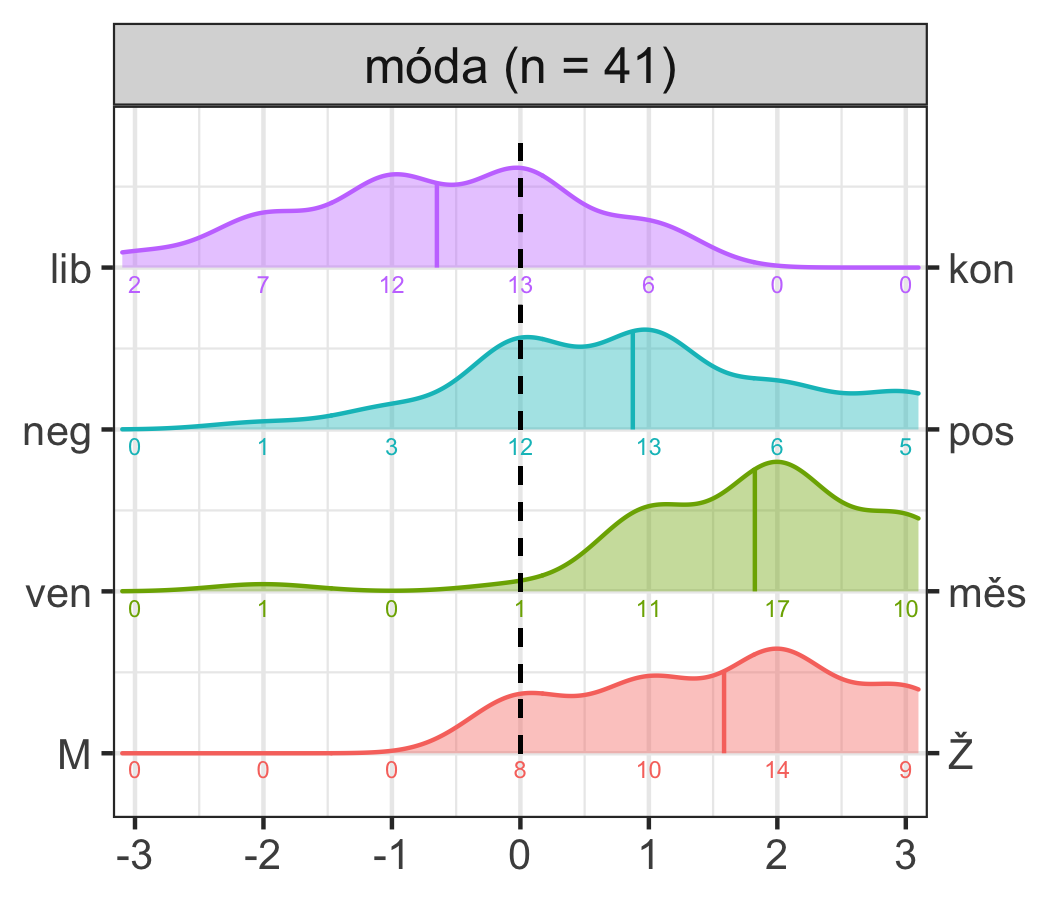 móda (n = 41)
lib kon
2 7 12 13 6 0 0
neg pos
0 1 3 12 13 6 5
ven měs
0 1 0 1 11 17 10
M Ž
0 0 0 8 10 14 9
-3 -2 -1 0 1 2 3